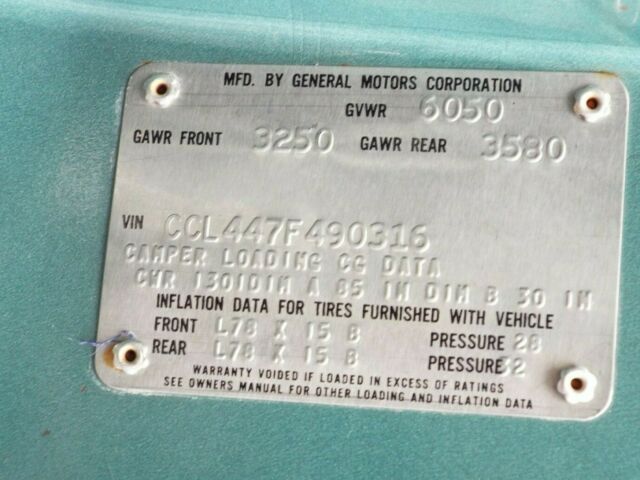 MFD. BY GENERAL MOTORS CORPORATION
GVWR 6050
GAWR FRONT 3250 GAWR REAR 3580
VIN CCL447F490316
CAMPER LOADING CG DATA
CWR 1301DIM A 85 IN DIM B 30 IN
INFLATION DATA FOR TIRES FURNISHED WITH VEHICLE
FRONT L78 X 15 B PRESSURE 28
REAR L78 X 15 B PRESSURE 32
WARRANTY VOIDED IF LOADED IN EXCESS OF RATINGS
SEE OWNERS MANUAL FOR OTHER LOADING AND INFLATION DATA